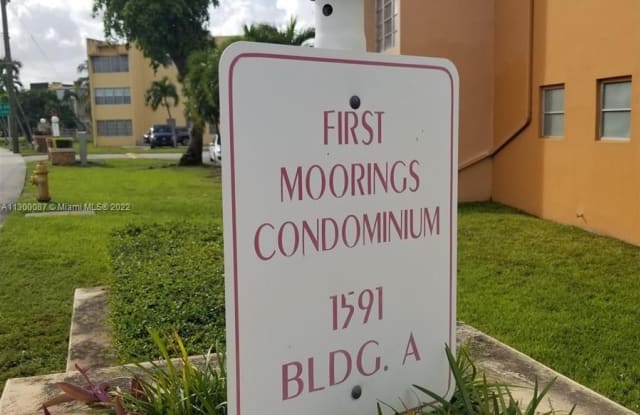 FIRST
MOORINGS
CONDOMINIUM
1591
BLDG. A
A11300087 © Miami MLS® 2022